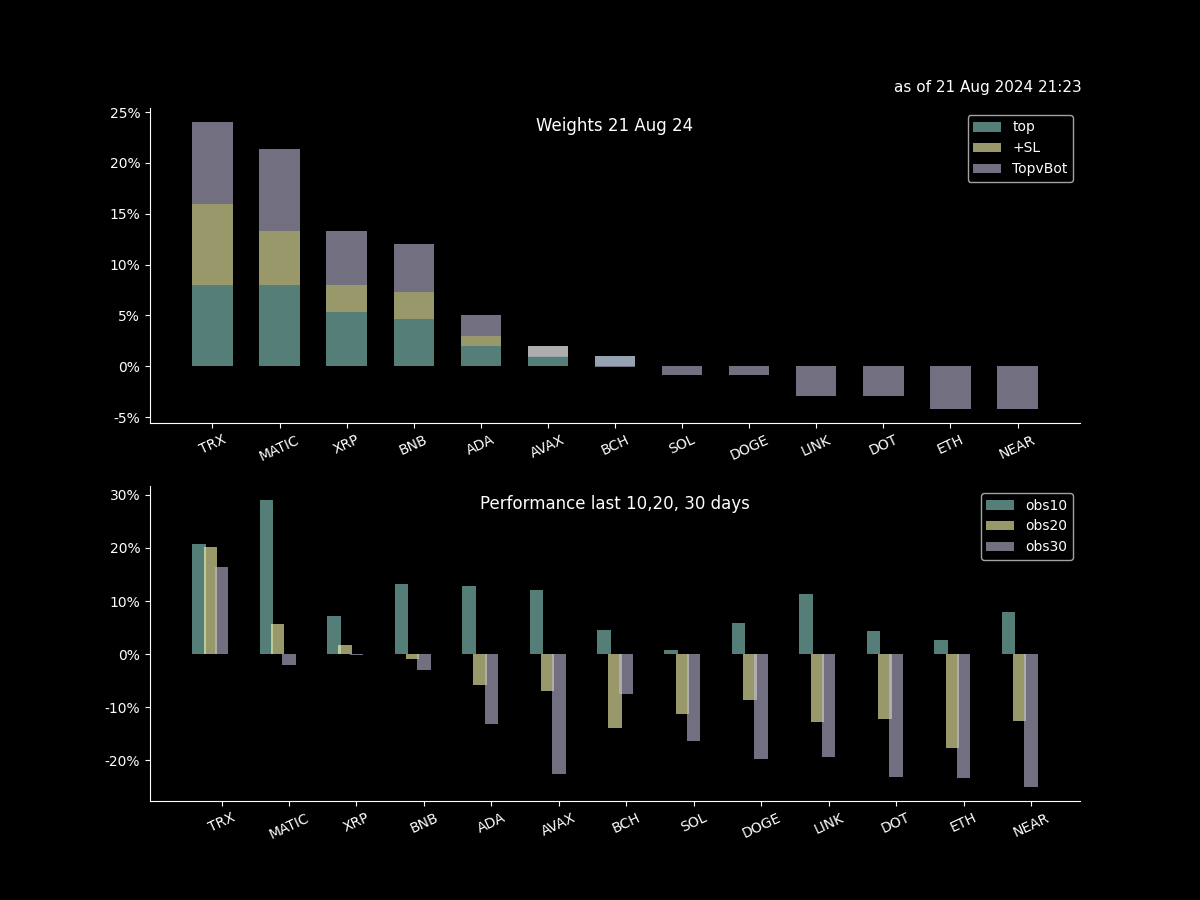 as of 21 Aug 2024 21:23
Weights 21 Aug 24
top
+SL
TopvBot
25%
20%
15%
10%
5%
0%
-5%
TRX MATIC XRP BNB ADA AVAX BCH SOL DOGE LINK DOT ETH NEAR
Performance last 10,20, 30 days
obs10
obs20
obs30
30%
20%
10%
0%
-10%
-20%
TRX MATIC XRP BNB ADA AVAX BCH SOL DOGE LINK DOT ETH NEAR